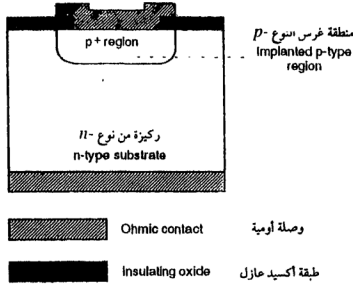 p+ region
منطقة غرس النوع -p
Implanted p-type
region
ركيزة من نوع -n
n-type substrate
Ohmic contact
وصلة أومية
Insulating oxide
طبقة أكسيد عازل